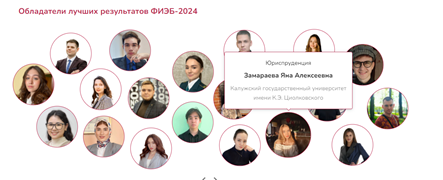 Обладатели лучших результатов ФИЭБ-2024
Юриспруденция
Замараева Яна Алексеевна
Калужский государственный университет
имени К.Э. Циолковского